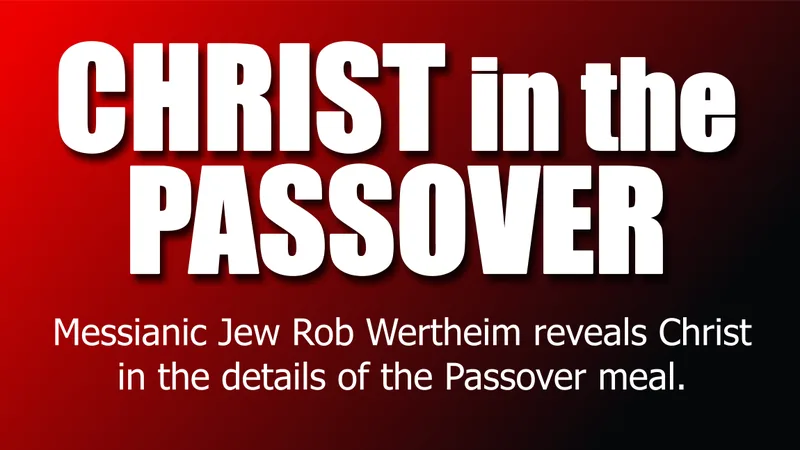 CHRIST in the
PASSOVER
Messianic Jew Rob Wertheim reveals Christ
in the details of the Passover meal.